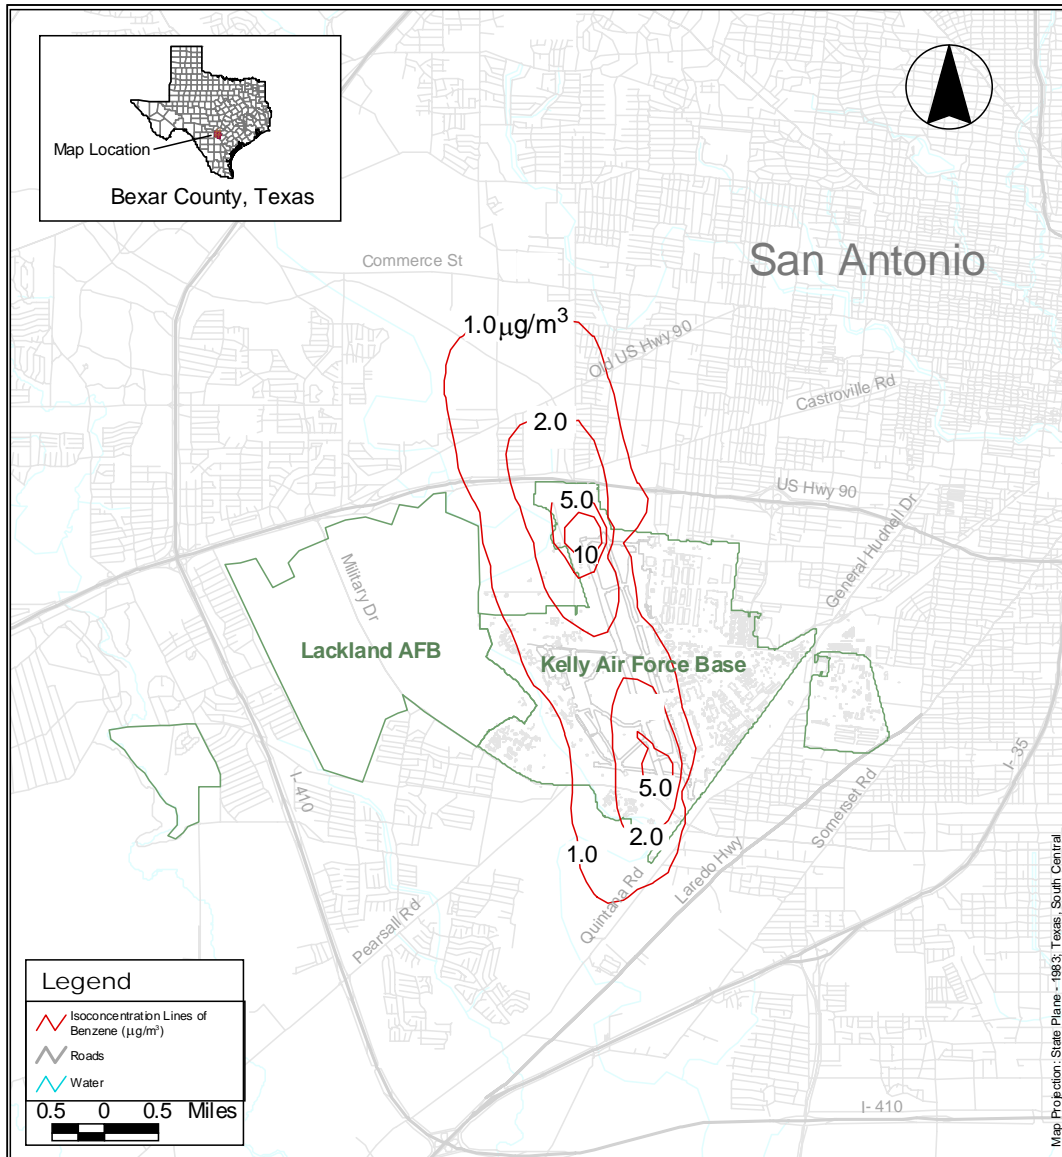 Map Location
Bexar County, Texas
San Antonio
Commerce St
1.0μg/m³
Old US Hwy 90
Castroville Rd
2.0
US Hwy 90
5.0
10
General Hudnell Dr
Military Dr
Lackland AFB
Kelly Air Force Base
I-410
5.0
2.0
1.0
I-35
Somerset Rd
Laredo Hwy
Quintana Rd
Pearsall Rd
Legend
Isoconcentration Lines of
Benzene (μg/m³)
Roads
Water
0.5 0 0.5 Miles
I-410
Map Projection: State Plane - 1983; Texas, South Central